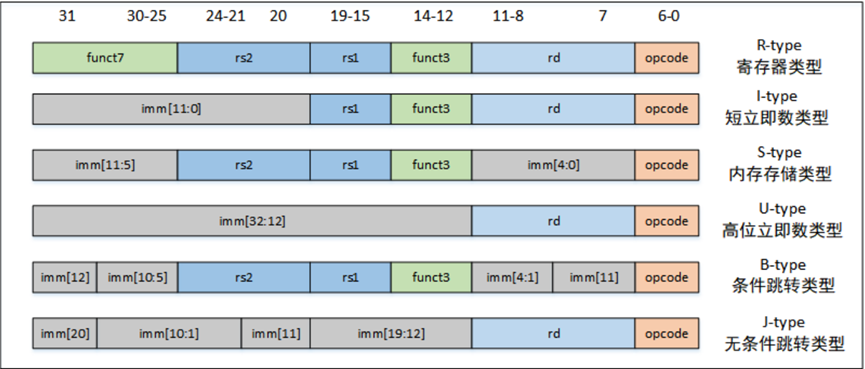 31 30-25 24-21 20 19-15 14-12 11-8 7 6-0
funct7 rs2 rs1 funct3 rd opcode R-type
寄存器类型
imm[11:0] rs1 funct3 rd opcode I-type
短立即数类型
imm[11:5] rs2 rs1 funct3 imm[4:0] opcode S-type
内存存储类型
imm[32:12] rd opcode U-type
高位立即数类型
imm[12] imm[10:5] rs2 rs1 funct3 imm[4:1] imm[11] opcode B-type
条件跳转类型
imm[20] imm[10:1] imm[11] imm[19:12] rd opcode J-type
无条件跳转类型